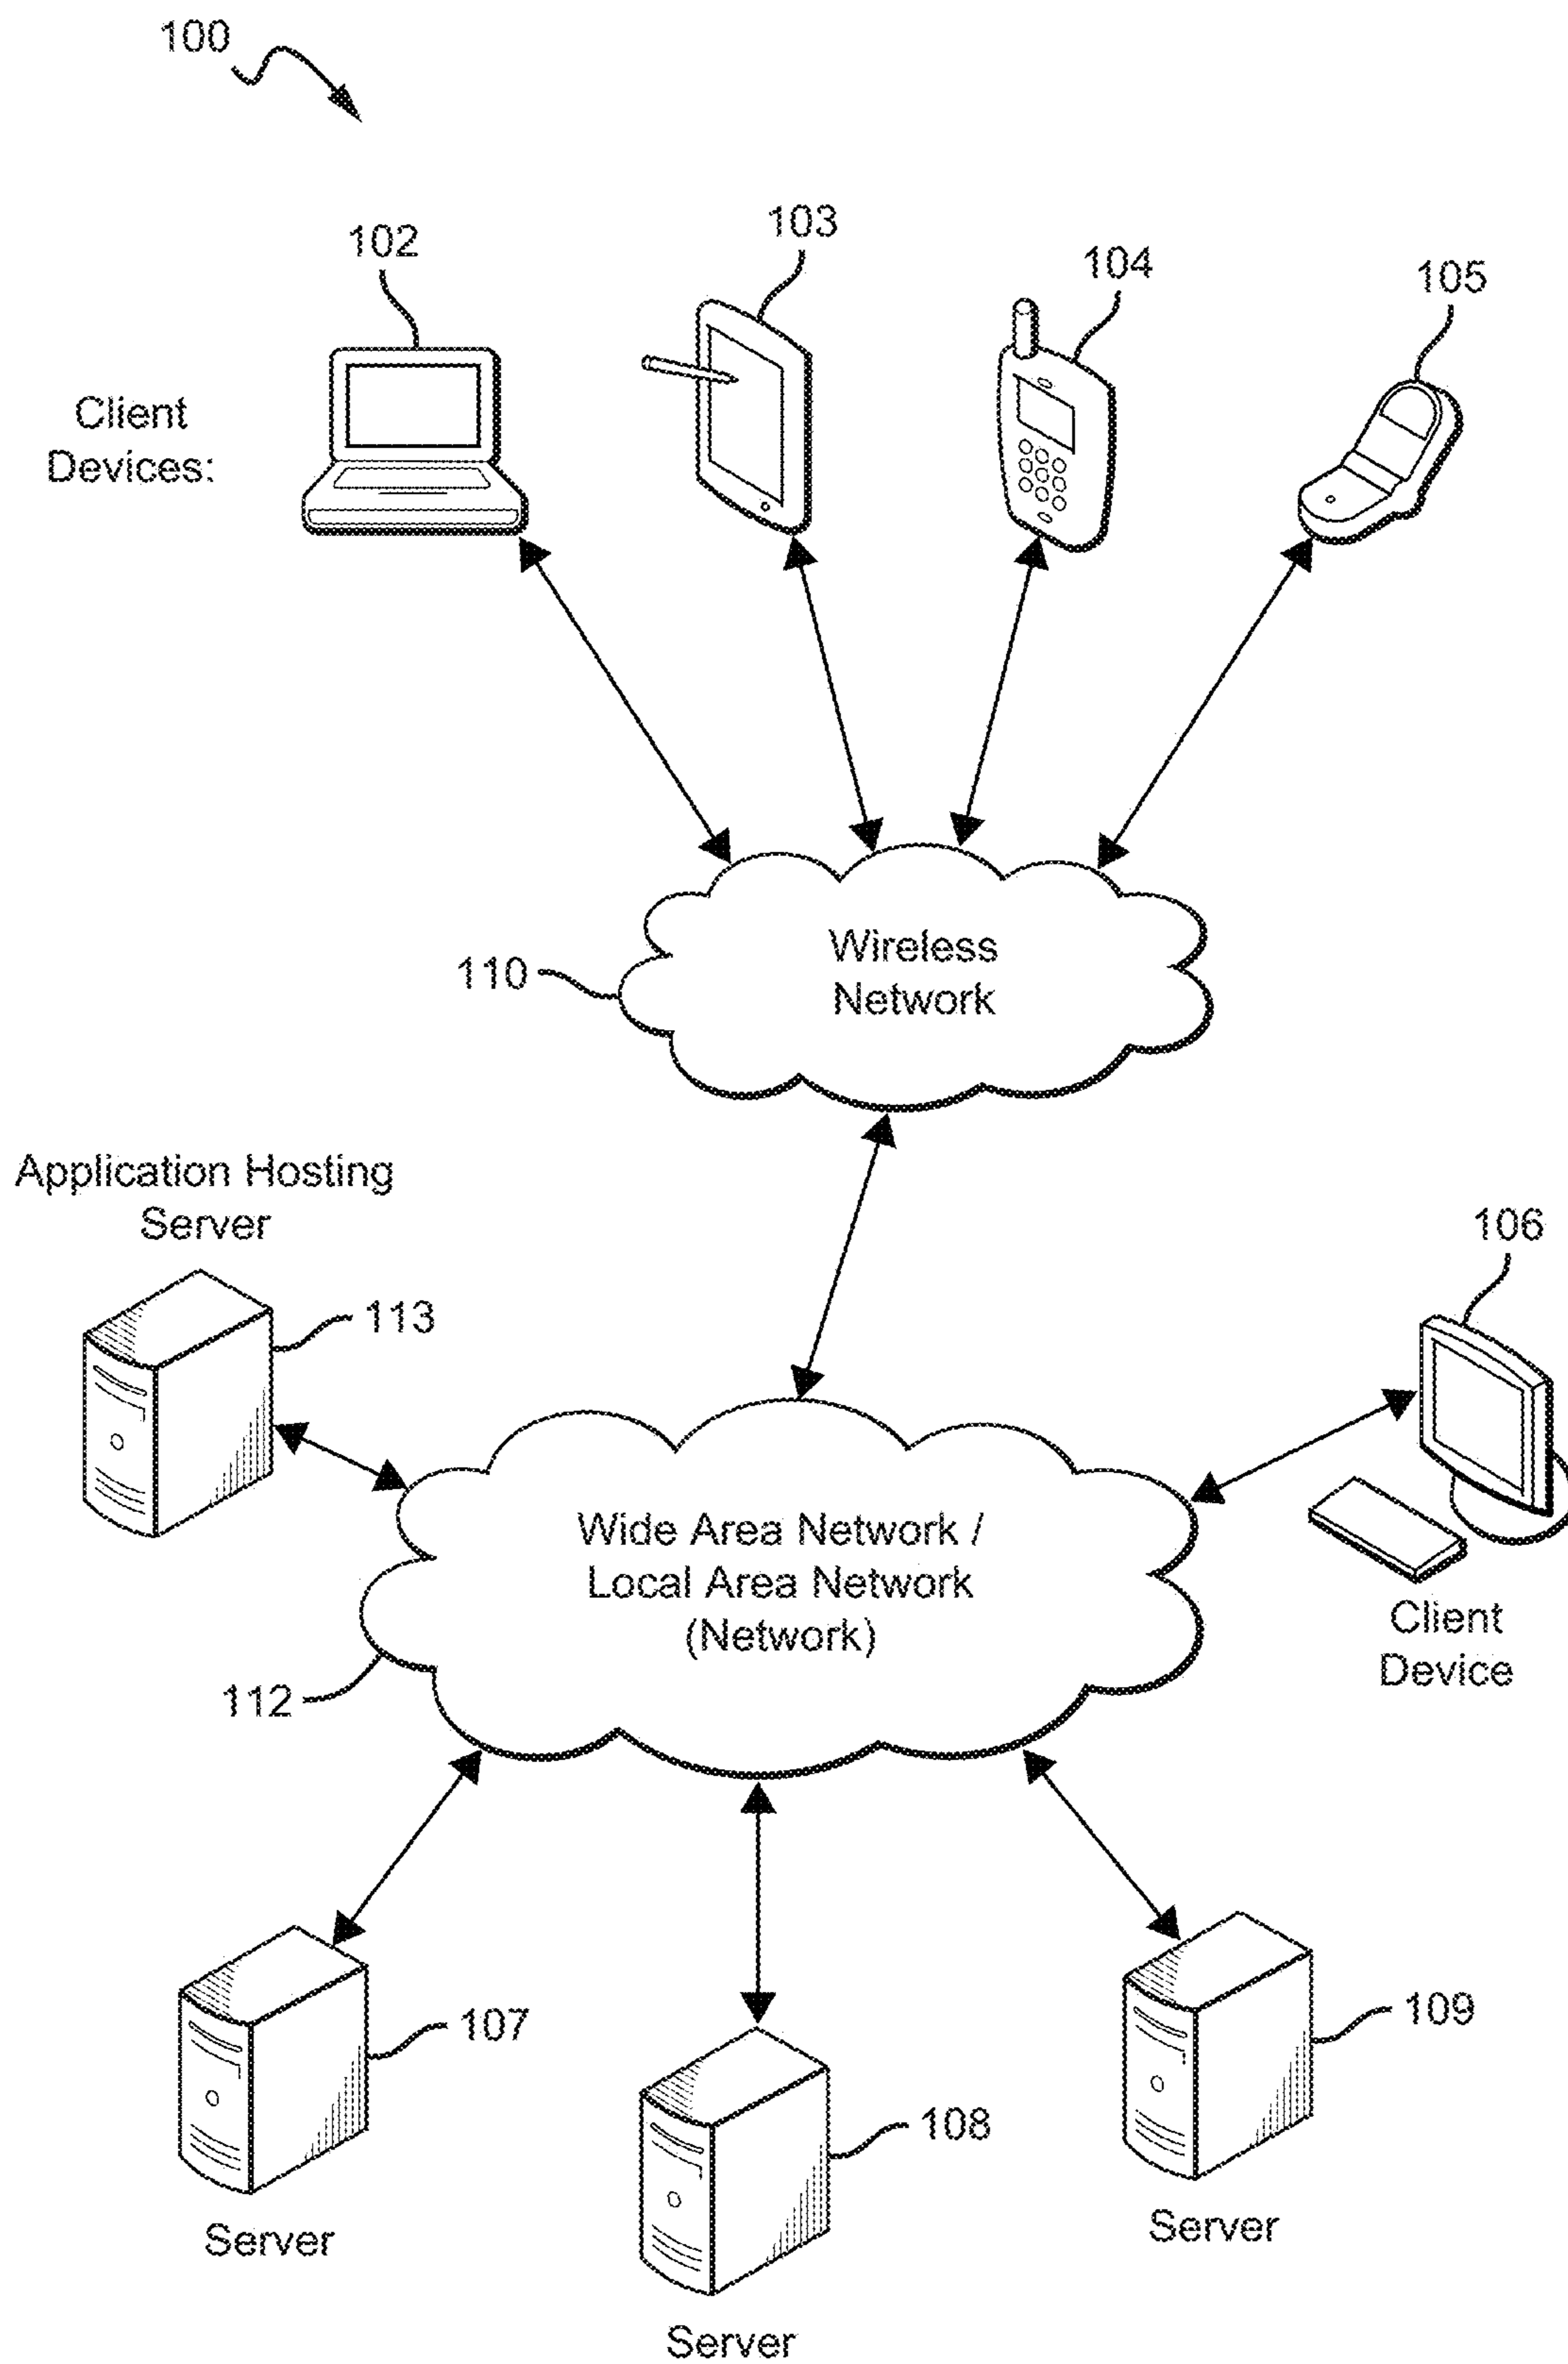 100
102
103
104
105
Client
Devices:
Wireless
Network
110
Application Hosting
Server
113
106
Wide Area Network /
Local Area Network
(Network)
112
Client
Device
107
108
109
Server
Server
Server